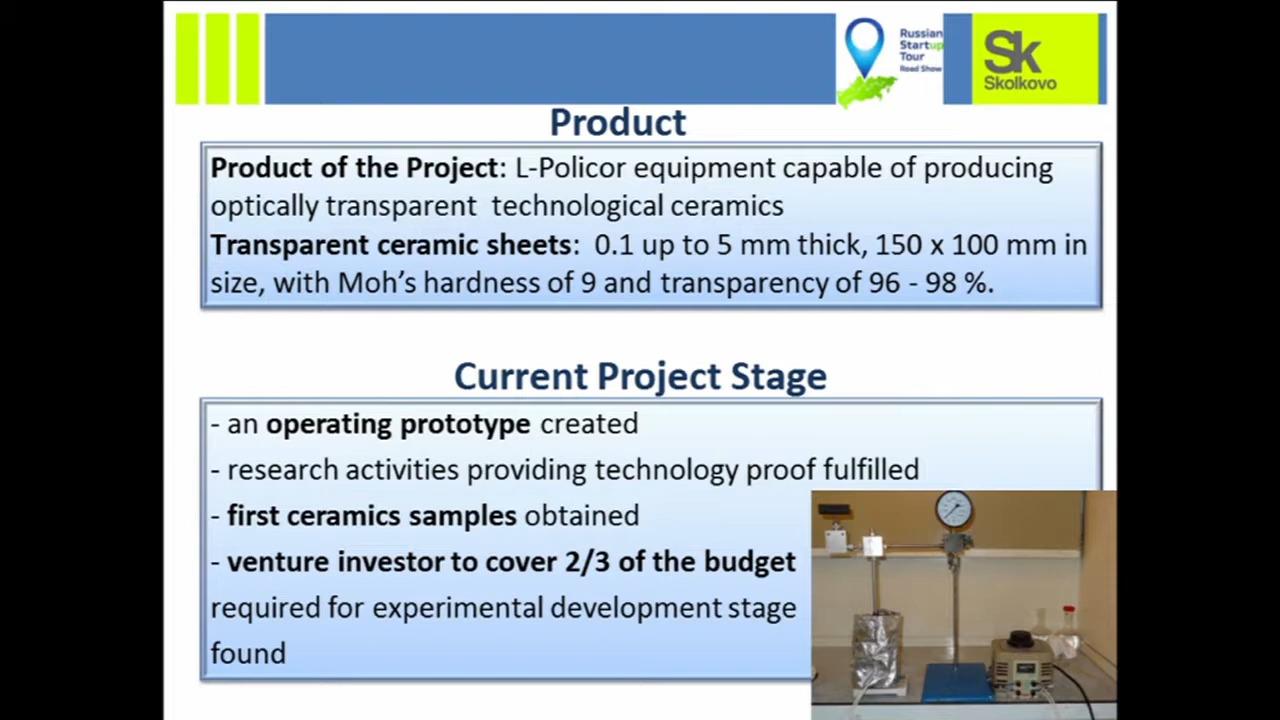 Russian
Startup
Tour
Road Show
Sk
Skolkovo
Product
Product of the Project: L-Policor equipment capable of producing
optically transparent technological ceramics
Transparent ceramic sheets: 0.1 up to 5 mm thick, 150 x 100 mm in
size, with Moh’s hardness of 9 and transparency of 96 - 98 %.
Current Project Stage
- an operating prototype created
- research activities providing technology proof fulfilled
- first ceramics samples obtained
- venture investor to cover 2/3 of the budget
required for experimental development stage
found